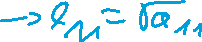 → l₁₁ = √a₁₁